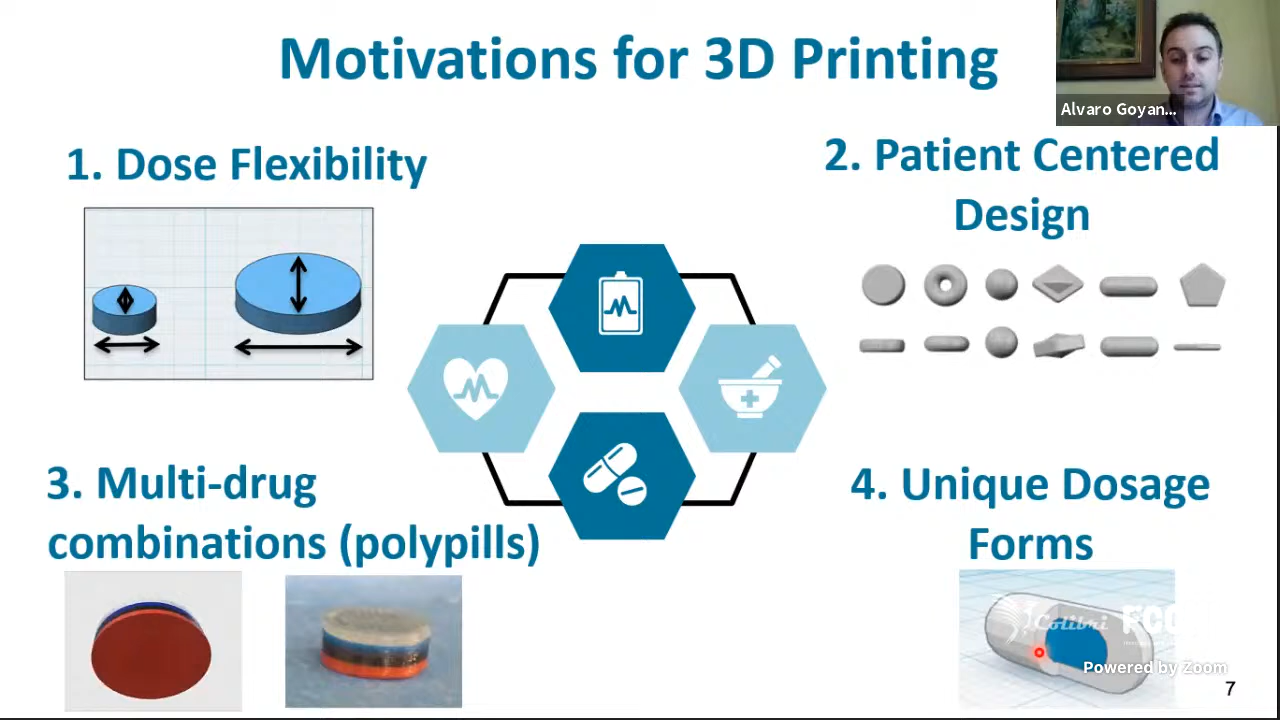 Motivations for 3D Printing
Alvaro Goyan...
1. Dose Flexibility
2. Patient Centered
Design
3. Multi-drug
combinations (polypills)
4. Unique Dosage
Forms
Colibri
Powered by Zoom
7